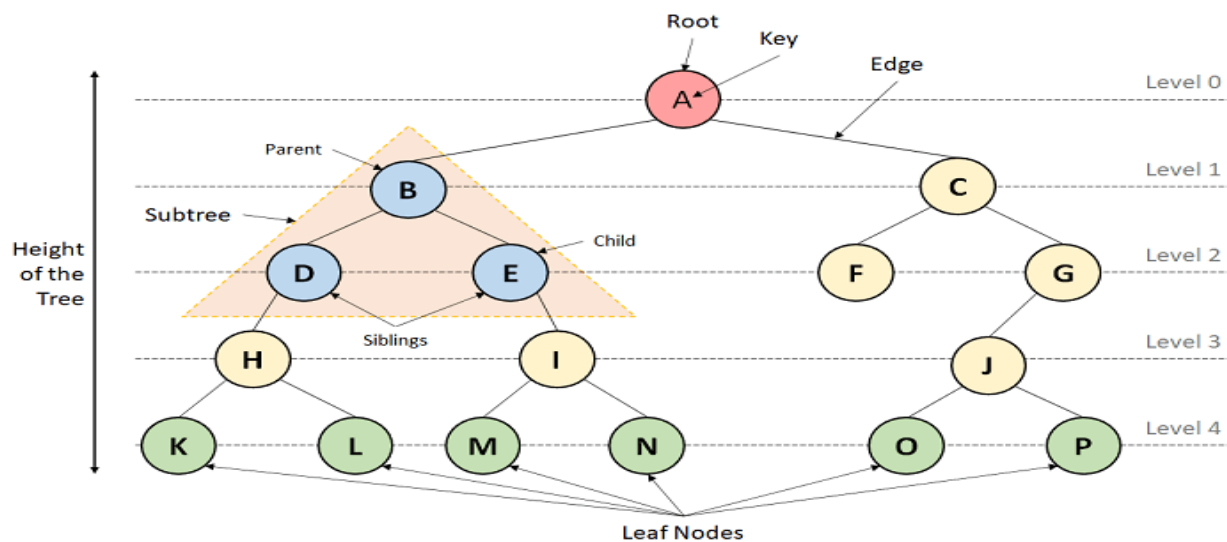 Root
Key
Edge
A
Level 0
Parent
B
C
Level 1
Subtree
Child
D
E
F
G
Level 2
Height
of the
Tree
Siblings
H
I
J
Level 3
K
L
M
N
O
P
Level 4
Leaf Nodes